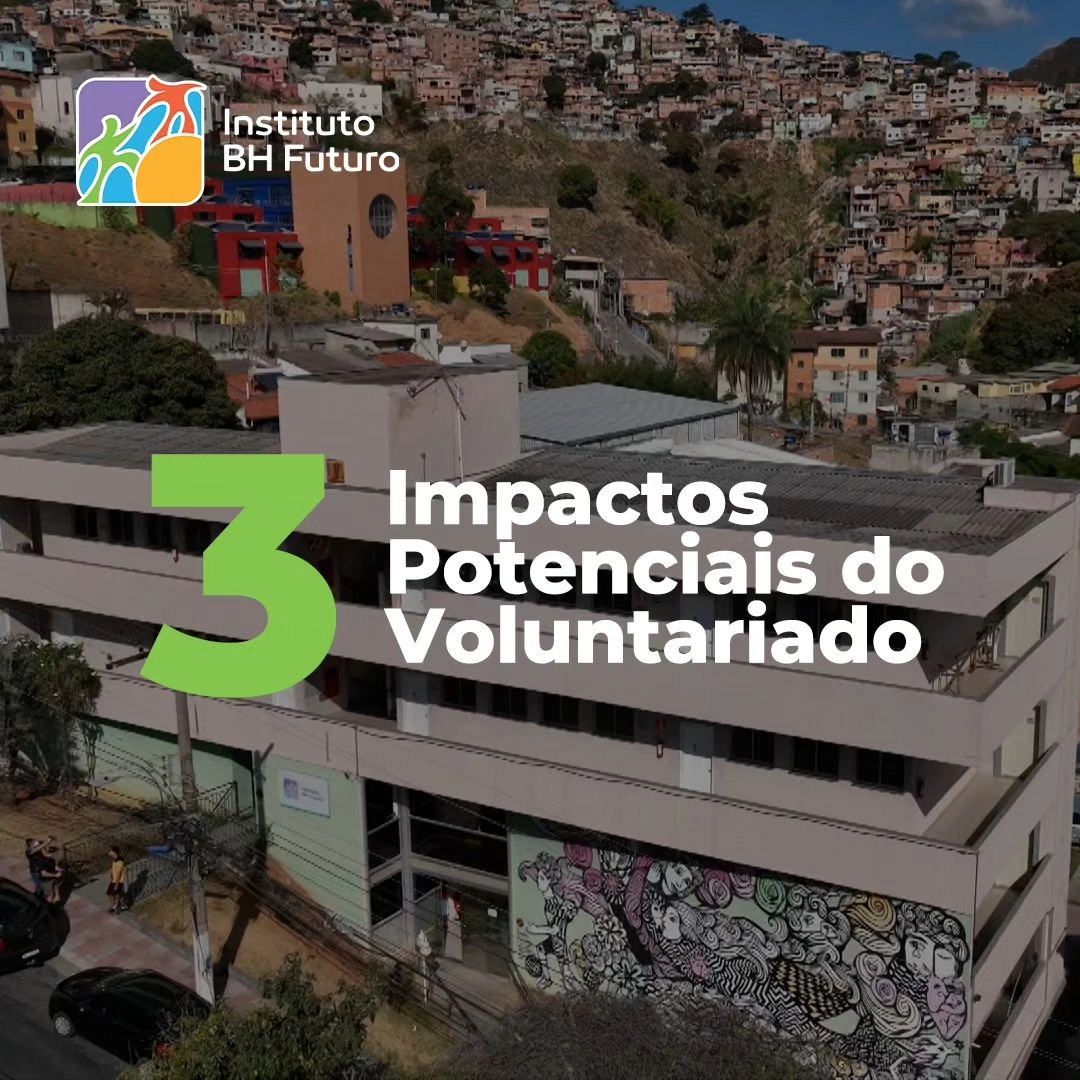 Instituto
BH Futuro
3
Impactos
Potenciais do
Voluntariado